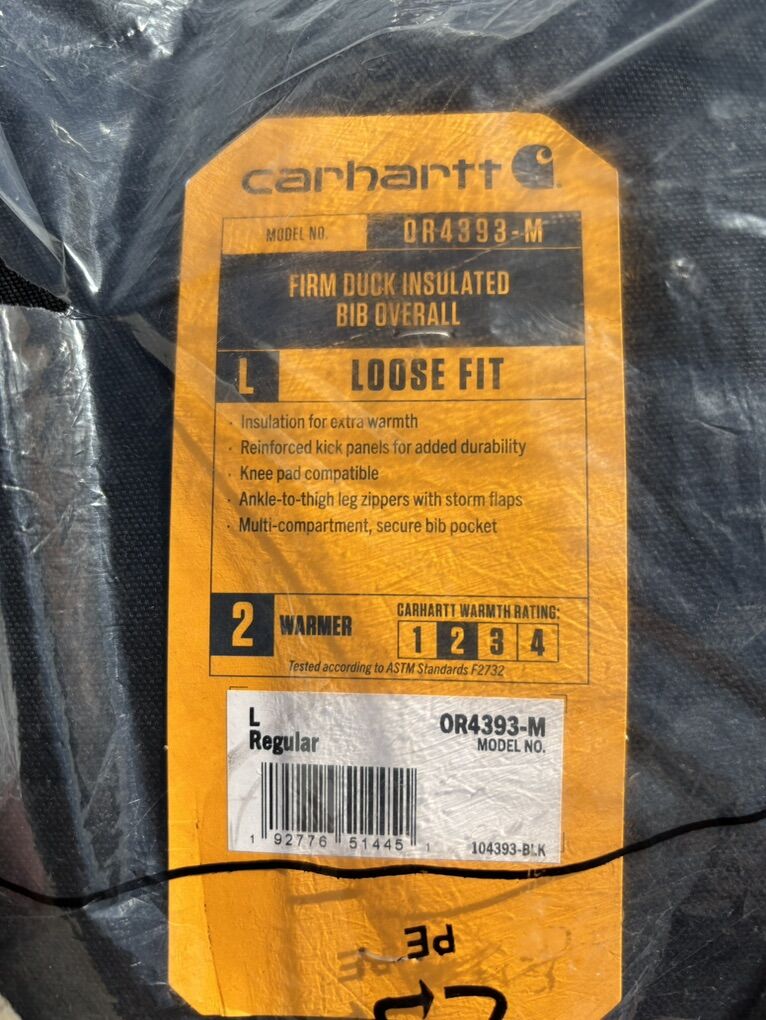 carhartt
MODEL NO. OR4393-M
FIRM DUCK INSULATED
BIB OVERALL
L LOOSE FIT
· Insulation for extra warmth
· Reinforced kick panels for added durability
· Knee pad compatible
· Ankle-to-thigh leg zippers with storm flaps
· Multi-compartment, secure bib pocket
2 WARMER
CARHARTT WARMTH RATING:
1 2 3 4
Tested according to ASTM Standards F2732
L OR4393-M
Regular MODEL NO.
1 92776 51445 1
104393-BLK
PE